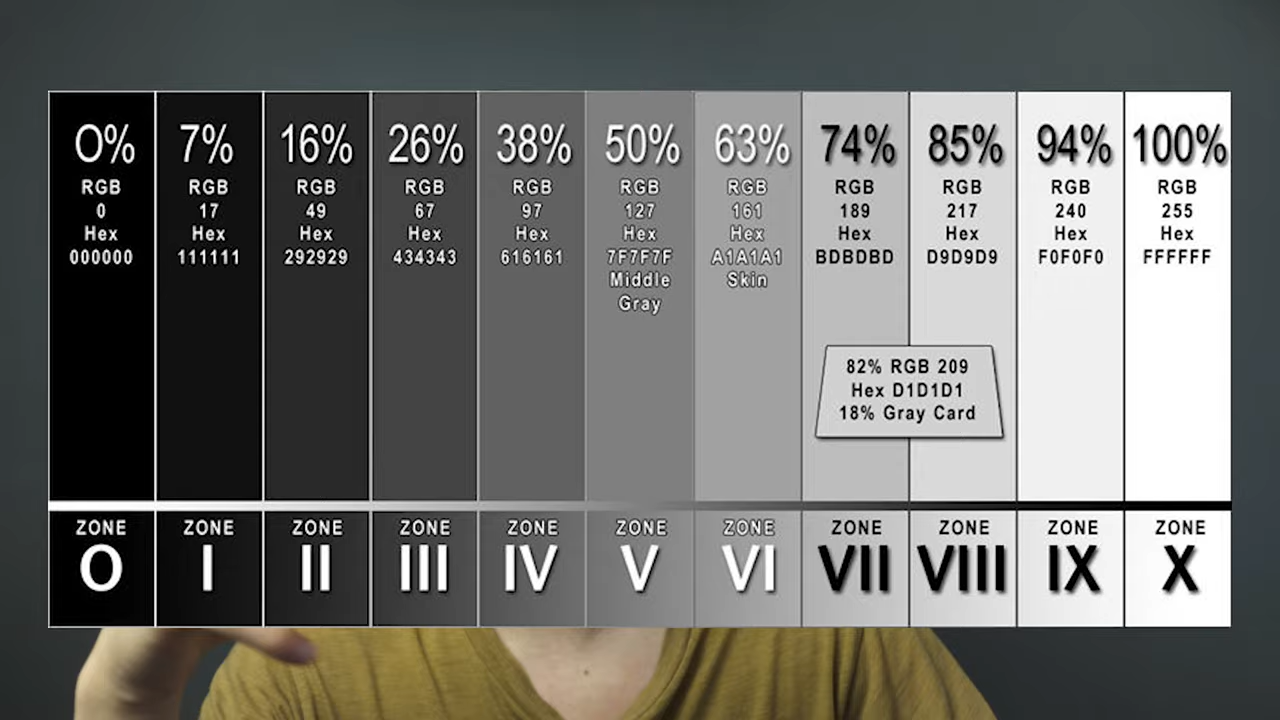 0%
RGB
0
Hex
000000
7%
RGB
17
Hex
111111
16%
RGB
49
Hex
292929
26%
RGB
67
Hex
434343
38%
RGB
97
Hex
616161
50%
RGB
127
Hex
7F7F7F
Middle
Gray
63%
RGB
161
Hex
A1A1A1
Skin
74%
RGB
189
Hex
BDBDBD
85%
RGB
217
Hex
D9D9D9
94%
RGB
240
Hex
F0F0F0
100%
RGB
255
Hex
FFFFFF
82% RGB 209
Hex D1D1D1
18% Gray Card
ZONE
O
ZONE
I
ZONE
II
ZONE
III
ZONE
IV
ZONE
V
ZONE
VI
ZONE
VII
ZONE
VIII
ZONE
IX
ZONE
X